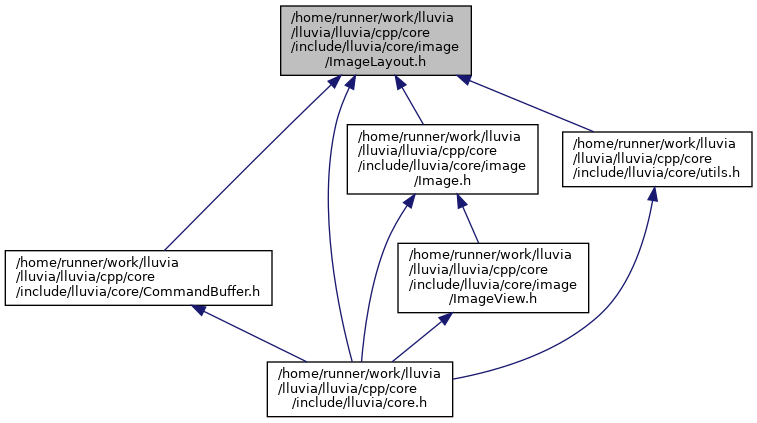 /home/runner/work/lluvia
/lluvia/lluvia/cpp/core
/include/lluvia/core/image
/ImageLayout.h
/home/runner/work/lluvia
/lluvia/lluvia/cpp/core
/include/lluvia/core/image
/Image.h
/home/runner/work/lluvia
/lluvia/lluvia/cpp/core
/include/lluvia/core/utils.h
/home/runner/work/lluvia
/lluvia/lluvia/cpp/core
/include/lluvia/core/CommandBuffer.h
/home/runner/work/lluvia
/lluvia/lluvia/cpp/core
/include/lluvia/core/image
/ImageView.h
/home/runner/work/lluvia
/lluvia/lluvia/cpp/core
/include/lluvia/core.h